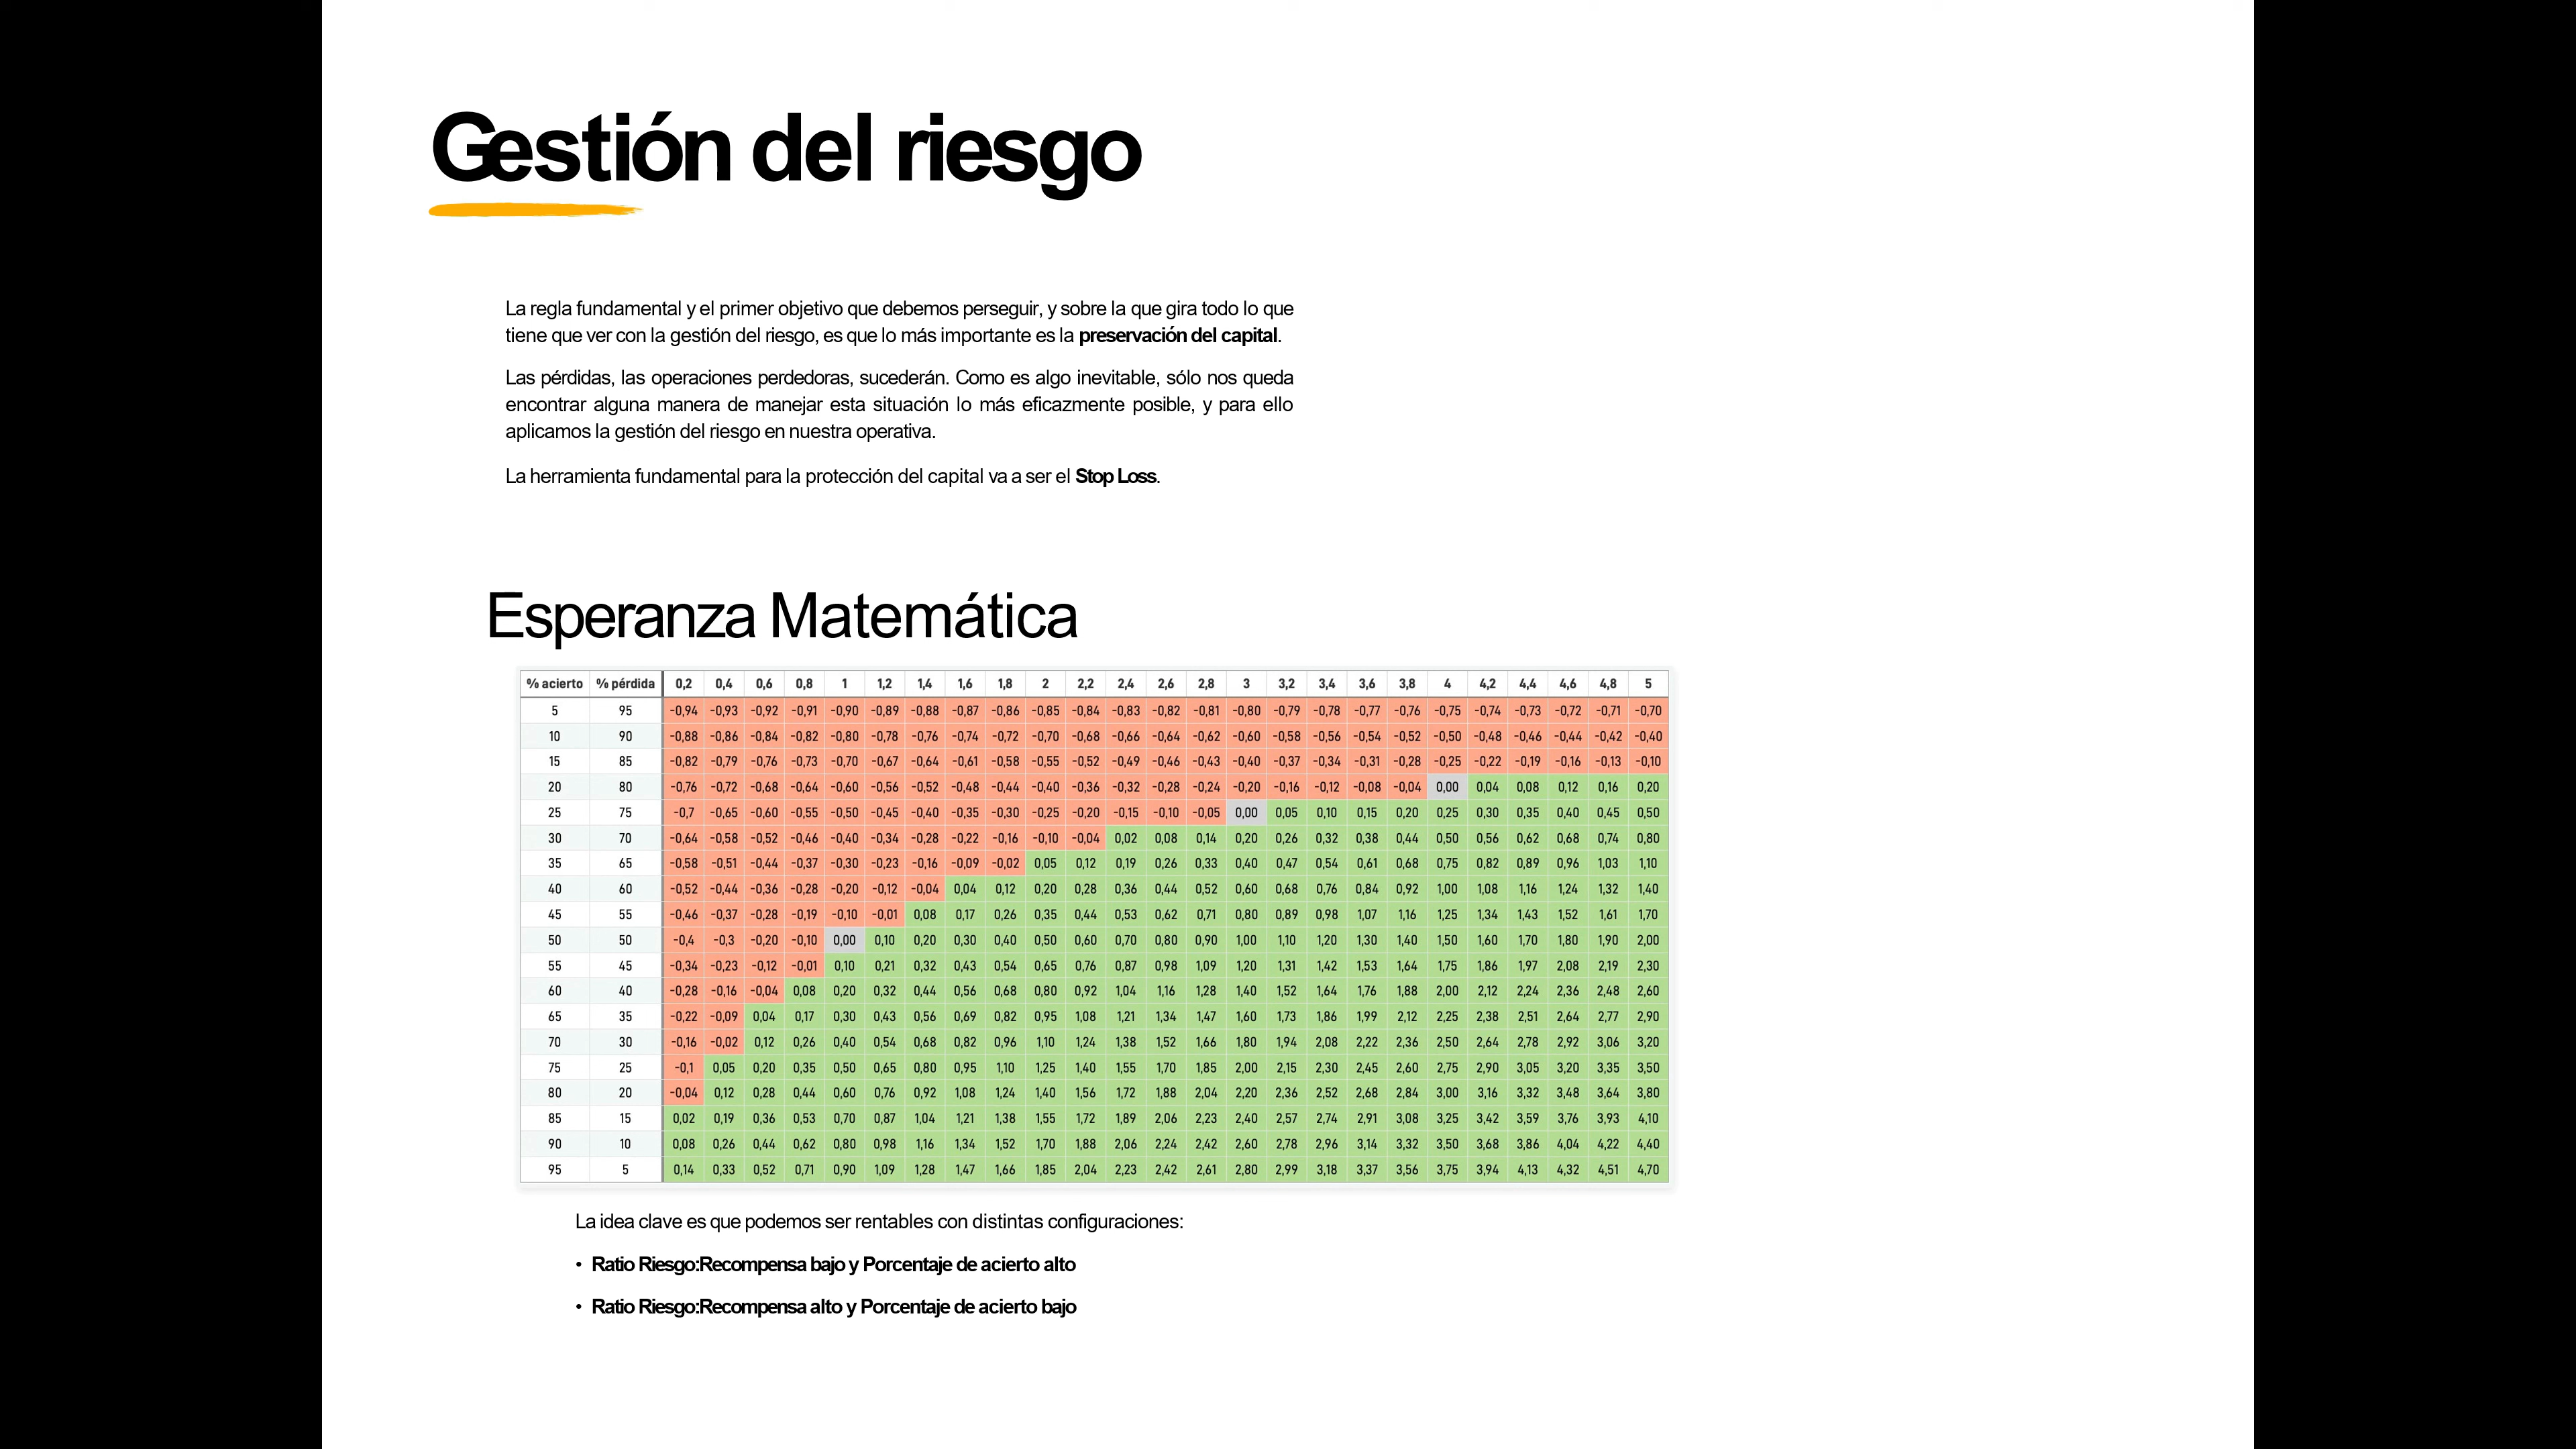 Gestión del riesgo
La regla fundamental y el primer objetivo que debemos perseguir, y sobre la que gira todo lo que
tiene que ver con la gestión del riesgo, es que lo más importante es la preservación del capital.
Las pérdidas, las operaciones perdedoras, sucederán. Como es algo inevitable, sólo nos queda
encontrar alguna manera de manejar esta situación lo más eficazmente posible, y para ello
aplicamos la gestión del riesgo en nuestra operativa.
La herramienta fundamental para la protección del capital va a ser el Stop Loss.
Esperanza Matemática
% acierto % pérdida 0,2 0,4 0,6 0,8 1 1,2 1,4 1,6 1,8 2 2,2 2,4 2,6 2,8 3 3,2 3,4 3,6 3,8 4 4,2 4,4 4,6 4,8 5
5 95 -0,94 -0,93 -0,92 -0,91 -0,90 -0,89 -0,88 -0,87 -0,86 -0,85 -0,84 -0,83 -0,82 -0,81 -0,80 -0,79 -0,78 -0,77 -0,76 -0,75 -0,74 -0,73 -0,72 -0,71 -0,70
10 90 -0,88 -0,86 -0,84 -0,82 -0,80 -0,78 -0,76 -0,74 -0,72 -0,70 -0,68 -0,66 -0,64 -0,62 -0,60 -0,58 -0,56 -0,54 -0,52 -0,50 -0,48 -0,46 -0,44 -0,42 -0,40
15 85 -0,82 -0,79 -0,76 -0,73 -0,70 -0,67 -0,64 -0,61 -0,58 -0,55 -0,52 -0,49 -0,46 -0,43 -0,40 -0,37 -0,34 -0,31 -0,28 -0,25 -0,22 -0,19 -0,16 -0,13 -0,10
20 80 -0,76 -0,72 -0,68 -0,64 -0,60 -0,56 -0,52 -0,48 -0,44 -0,40 -0,36 -0,32 -0,28 -0,24 -0,20 -0,16 -0,12 -0,08 -0,04 0,00 0,04 0,08 0,12 0,16 0,20
25 75 -0,7 -0,65 -0,60 -0,55 -0,50 -0,45 -0,40 -0,35 -0,30 -0,25 -0,20 -0,15 -0,10 -0,05 0,00 0,05 0,10 0,15 0,20 0,25 0,30 0,35 0,40 0,45 0,50
30 70 -0,64 -0,58 -0,52 -0,46 -0,40 -0,34 -0,28 -0,22 -0,16 -0,10 -0,04 0,02 0,08 0,14 0,20 0,26 0,32 0,38 0,44 0,50 0,56 0,62 0,68 0,74 0,80
35 65 -0,58 -0,51 -0,44 -0,37 -0,30 -0,23 -0,16 -0,09 -0,02 0,05 0,12 0,19 0,26 0,33 0,40 0,47 0,54 0,61 0,68 0,75 0,82 0,89 0,96 1,03 1,10
40 60 -0,52 -0,44 -0,36 -0,28 -0,20 -0,12 -0,04 0,04 0,12 0,20 0,28 0,36 0,44 0,52 0,60 0,68 0,76 0,84 0,92 1,00 1,08 1,16 1,24 1,32 1,40
45 55 -0,46 -0,37 -0,28 -0,19 -0,10 -0,01 0,08 0,17 0,26 0,35 0,44 0,53 0,62 0,71 0,80 0,89 0,98 1,07 1,16 1,25 1,34 1,43 1,52 1,61 1,70
50 50 -0,4 -0,3 -0,20 -0,10 0,00 0,10 0,20 0,30 0,40 0,50 0,60 0,70 0,80 0,90 1,00 1,10 1,20 1,30 1,40 1,50 1,60 1,70 1,80 1,90 2,00
55 45 -0,34 -0,23 -0,12 -0,01 0,10 0,21 0,32 0,43 0,54 0,65 0,76 0,87 0,98 1,09 1,20 1,31 1,42 1,53 1,64 1,75 1,86 1,97 2,08 2,19 2,30
60 40 -0,28 -0,16 -0,04 0,08 0,20 0,32 0,44 0,56 0,68 0,80 0,92 1,04 1,16 1,28 1,40 1,52 1,64 1,76 1,88 2,00 2,12 2,24 2,36 2,48 2,60
65 35 -0,22 -0,09 0,04 0,17 0,30 0,43 0,56 0,69 0,82 0,95 1,08 1,21 1,34 1,47 1,60 1,73 1,86 1,99 2,12 2,25 2,38 2,51 2,64 2,77 2,90
70 30 -0,16 -0,02 0,12 0,26 0,40 0,54 0,68 0,82 0,96 1,10 1,24 1,38 1,52 1,66 1,80 1,94 2,08 2,22 2,36 2,50 2,64 2,78 2,92 3,06 3,20
75 25 -0,1 0,05 0,20 0,35 0,50 0,65 0,80 0,95 1,10 1,25 1,40 1,55 1,70 1,85 2,00 2,15 2,30 2,45 2,60 2,75 2,90 3,05 3,20 3,35 3,50
80 20 -0,04 0,12 0,28 0,44 0,60 0,76 0,92 1,08 1,24 1,40 1,56 1,72 1,88 2,04 2,20 2,36 2,52 2,68 2,84 3,00 3,16 3,32 3,48 3,64 3,80
85 15 0,02 0,19 0,36 0,53 0,70 0,87 1,04 1,21 1,38 1,55 1,72 1,89 2,06 2,23 2,40 2,57 2,74 2,91 3,08 3,25 3,42 3,59 3,76 3,93 4,10
90 10 0,08 0,26 0,44 0,62 0,80 0,98 1,16 1,34 1,52 1,70 1,88 2,06 2,24 2,42 2,60 2,78 2,96 3,14 3,32 3,50 3,68 3,86 4,04 4,22 4,40
95 5 0,14 0,33 0,52 0,71 0,90 1,09 1,28 1,47 1,66 1,85 2,04 2,23 2,42 2,61 2,80 2,99 3,18 3,37 3,56 3,75 3,94 4,13 4,32 4,51 4,70
La idea clave es que podemos ser rentables con distintas configuraciones:
• Ratio Riesgo:Recompensa bajo y Porcentaje de acierto alto
• Ratio Riesgo:Recompensa alto y Porcentaje de acierto bajo